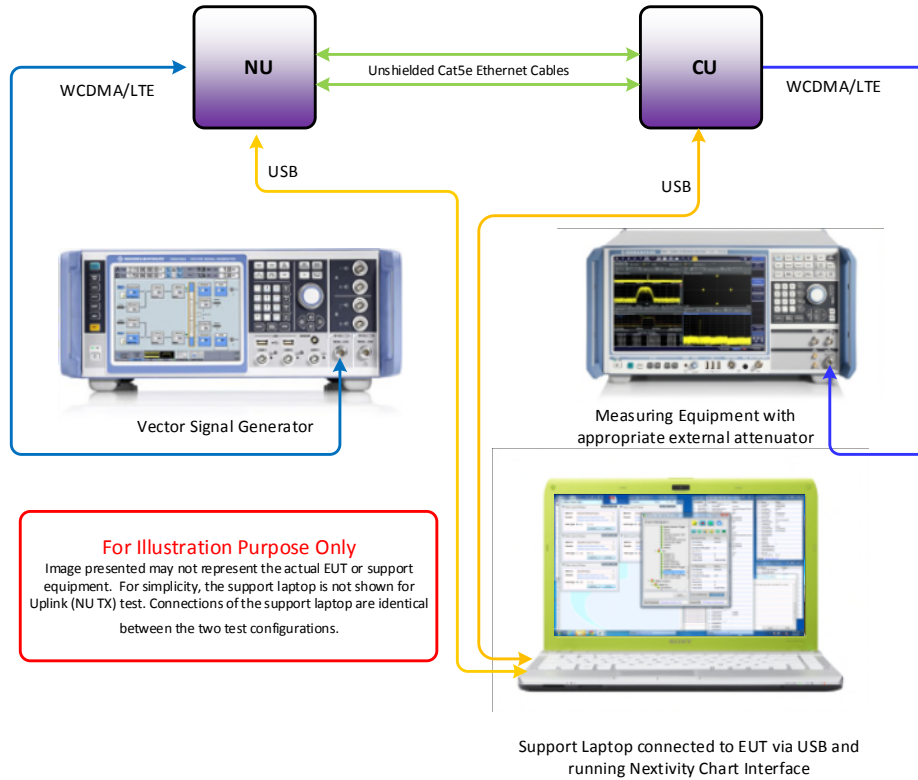 NU
CU
WCDMA/LTE
Unshielded Cat5e Ethernet Cables
WCDMA/LTE
USB
USB
Vector Signal Generator
Measuring Equipment with
appropriate external attenuator
For Illustration Purpose Only
Image presented may not represent the actual EUT or support
equipment. For simplicity, the support laptop is not shown for
Uplink (NU TX) test. Connections of the support laptop are identical
between the two test configurations.
SONY
Support Laptop connected to EUT via USB and
running Nextivity Chart Interface